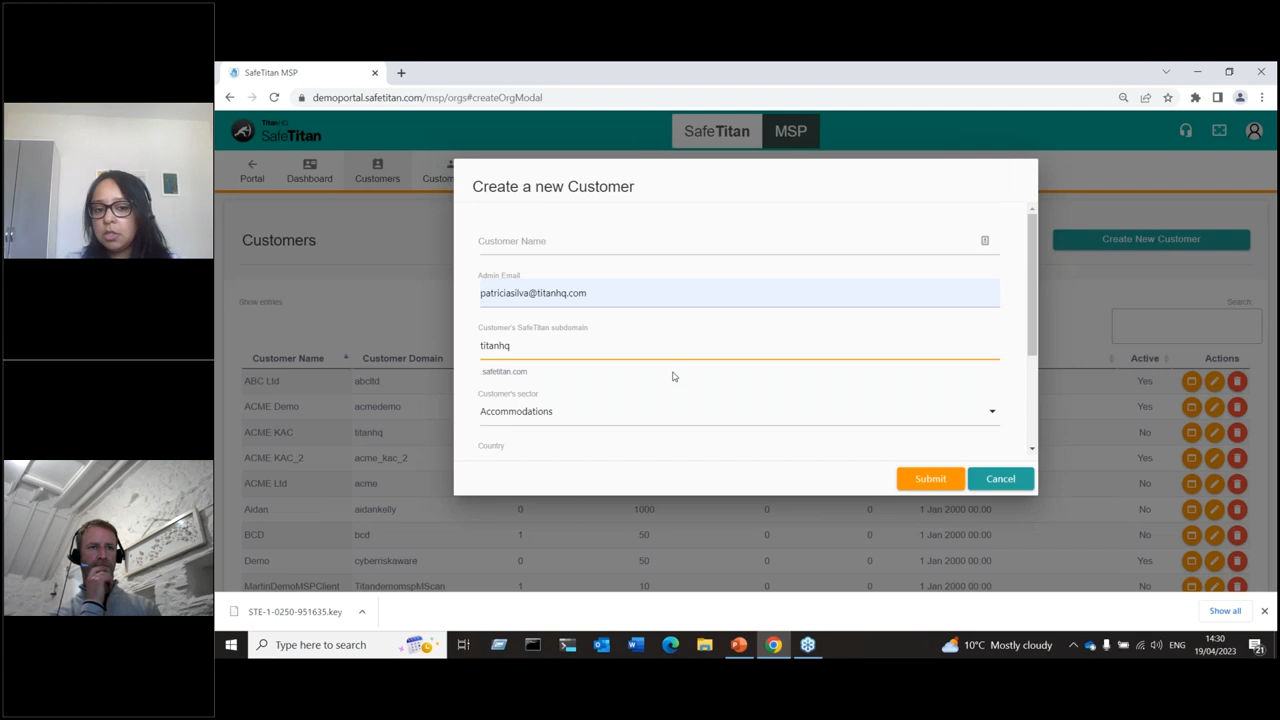 SafeTitan MSP
demoportal.safetitan.com/msp/orgs#createOrgModal
TitanHQ
SafeTitan
SafeTitan MSP
Portal
Dashboard
Customers
Custom
Create a new Customer
Customers
Create New Customer
Customer Name
Admin Email
patriciasilva@titanhq.com
Show entries
Search:
Customer's SafeTitan subdomain
titanhq
.safetitan.com
Customer's sector
Accommodations
Country
Submit
Cancel
Customer Name Customer Domain Active Actions
ABC Ltd abcltd Yes
ACME Demo acmedemo Yes
ACME KAC titanhq No
ACME KAC_2 acme_kac_2 Yes
ACME Ltd acme Yes
Aidan aidankelly 0 1000 0 0 1 Jan 2000 00:00 Yes
BCD bcd 1 50 0 0 1 Jan 2000 00:00 No
Demo cyberriskaware 0 50 0 0 1 Jan 2000 00:00 Yes
MartinDemoMSPClient TitandemomspMScan 1 10 0 0 1 Jan 2000 00:00 No
STE-1-0250-951635.key
Show all
Type here to search
10°C Mostly cloudy
ENG
14:30
19/04/2023
21